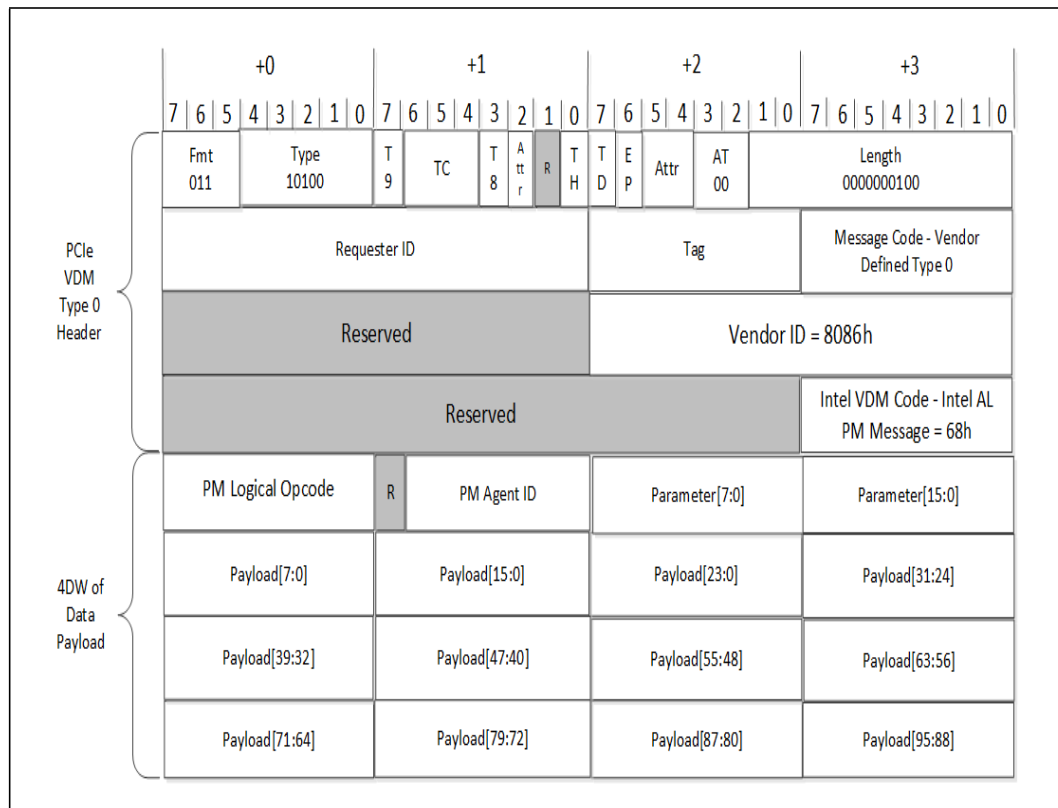 +0 +1 +2 +3
7 6 5 4 3 2 1 0 7 6 5 4 3 2 1 0 7 6 5 4 3 2 1 0 7 6 5 4 3 2 1 0
Fmt
011
Type
10100
T
9
TC
T
8
A
tt
r
R
T
H
T
D
E
P
Attr
AT
00
Length
0000000100
PCIe
VDM
Type 0
Header
Requester ID
Tag
Message Code - Vendor
Defined Type 0
Reserved
Vendor ID = 8086h
Reserved
Intel VDM Code - Intel AL
PM Message = 68h
4DW of
Data
Payload
PM Logical Opcode
R
PM Agent ID
Parameter[7:0]
Parameter[15:0]
Payload[7:0]
Payload[15:0]
Payload[23:0]
Payload[31:24]
Payload[39:32]
Payload[47:40]
Payload[55:48]
Payload[63:56]
Payload[71:64]
Payload[79:72]
Payload[87:80]
Payload[95:88]